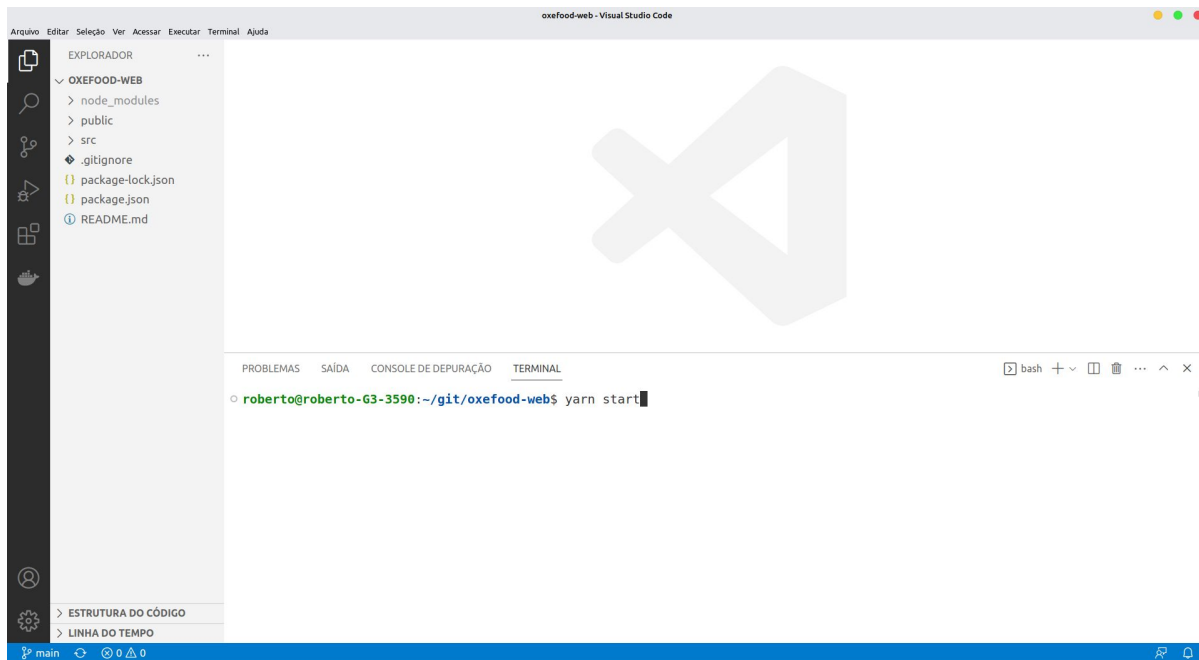 oxefood-web - Visual Studio Code
Arquivo Editar Seleção Ver Acessar Executar Terminal Ajuda
EXPLORADOR
OXEFOOD-WEB
node_modules
public
src
.gitignore
package-lock.json
package.json
README.md
PROBLEMAS SAÍDA CONSOLE DE DEPURAÇÃO TERMINAL
bash
roberto@roberto-G3-3590:~/git/oxefood-web$ yarn start
ESTRUTURA DO CÓDIGO
LINHA DO TEMPO
main 0 0